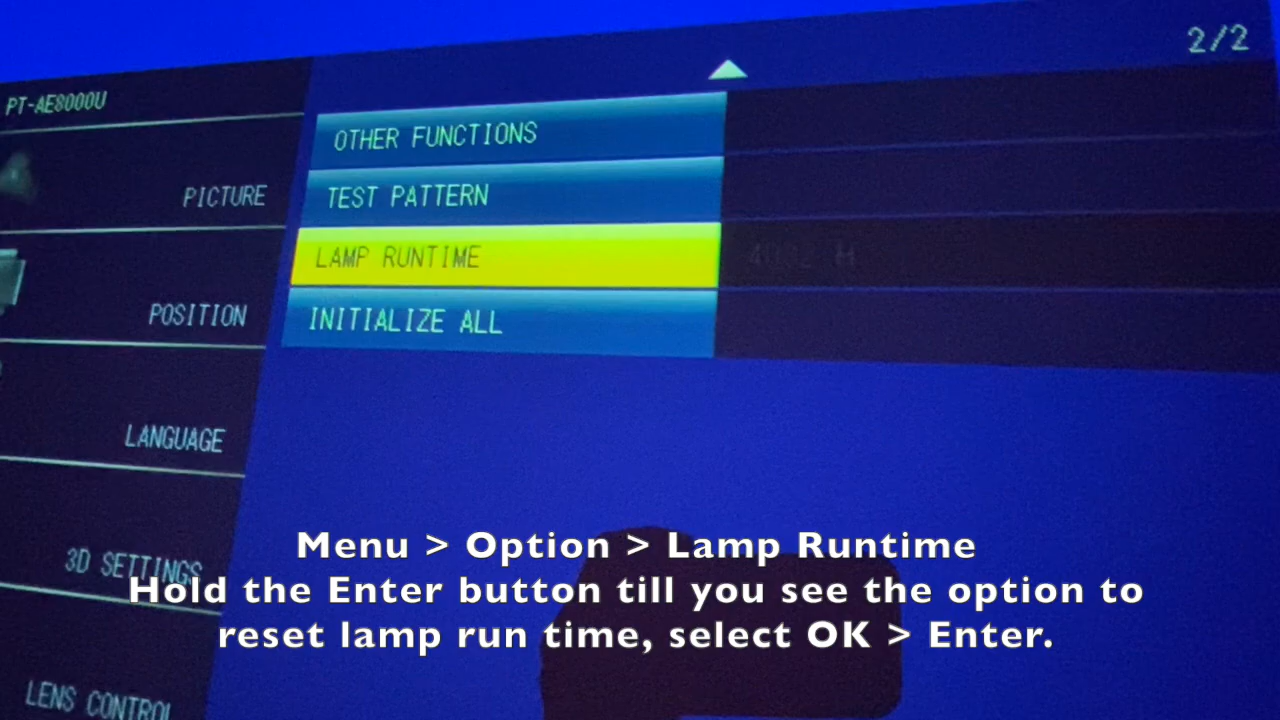 2/2
PT-AE8000U
PICTURE
POSITION
LANGUAGE
3D SETTINGS
LENS CONTROL
OTHER FUNCTIONS
TEST PATTERN
LAMP RUNTIME
INITIALIZE ALL
Menu > Option > Lamp Runtime
Hold the Enter button till you see the option to
reset lamp run time, select OK > Enter.